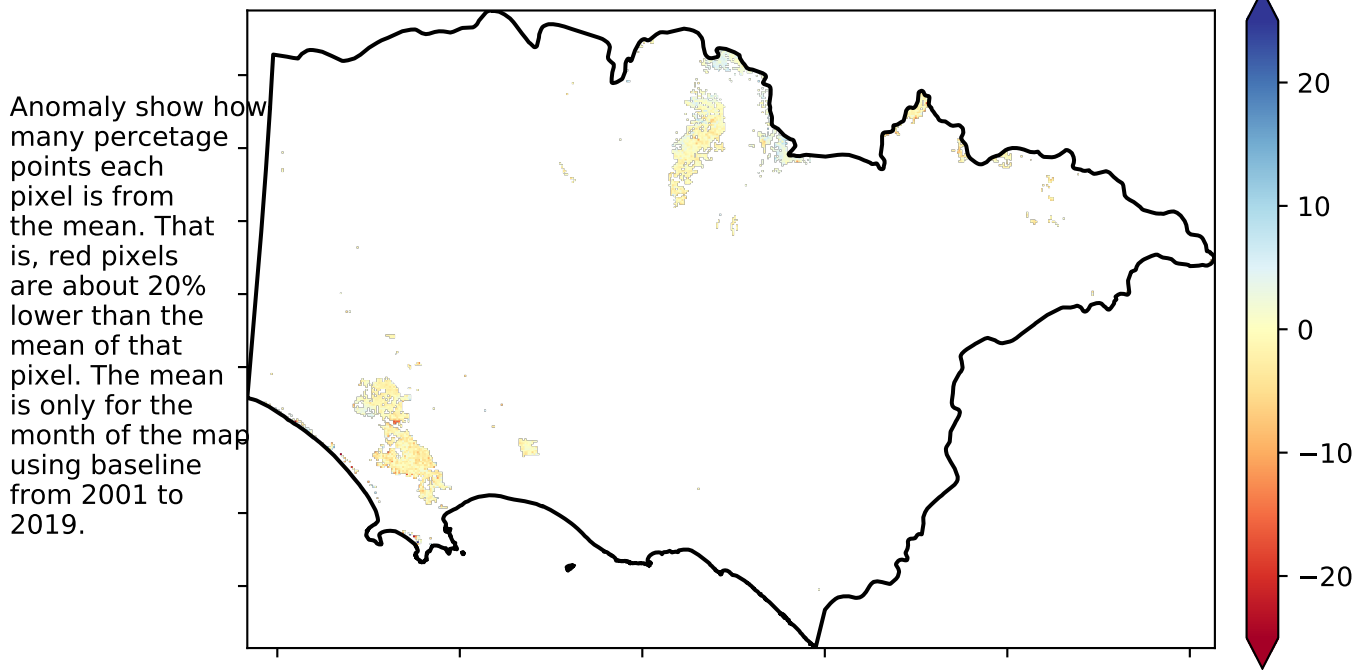 Anomaly show how
many percetage
points each
pixel is from
the mean. That
is, red pixels
are about 20%
lower than the
mean of that
pixel. The mean
is only for the
month of the map
using baseline
from 2001 to
2019.
20
10
0
−10
−20